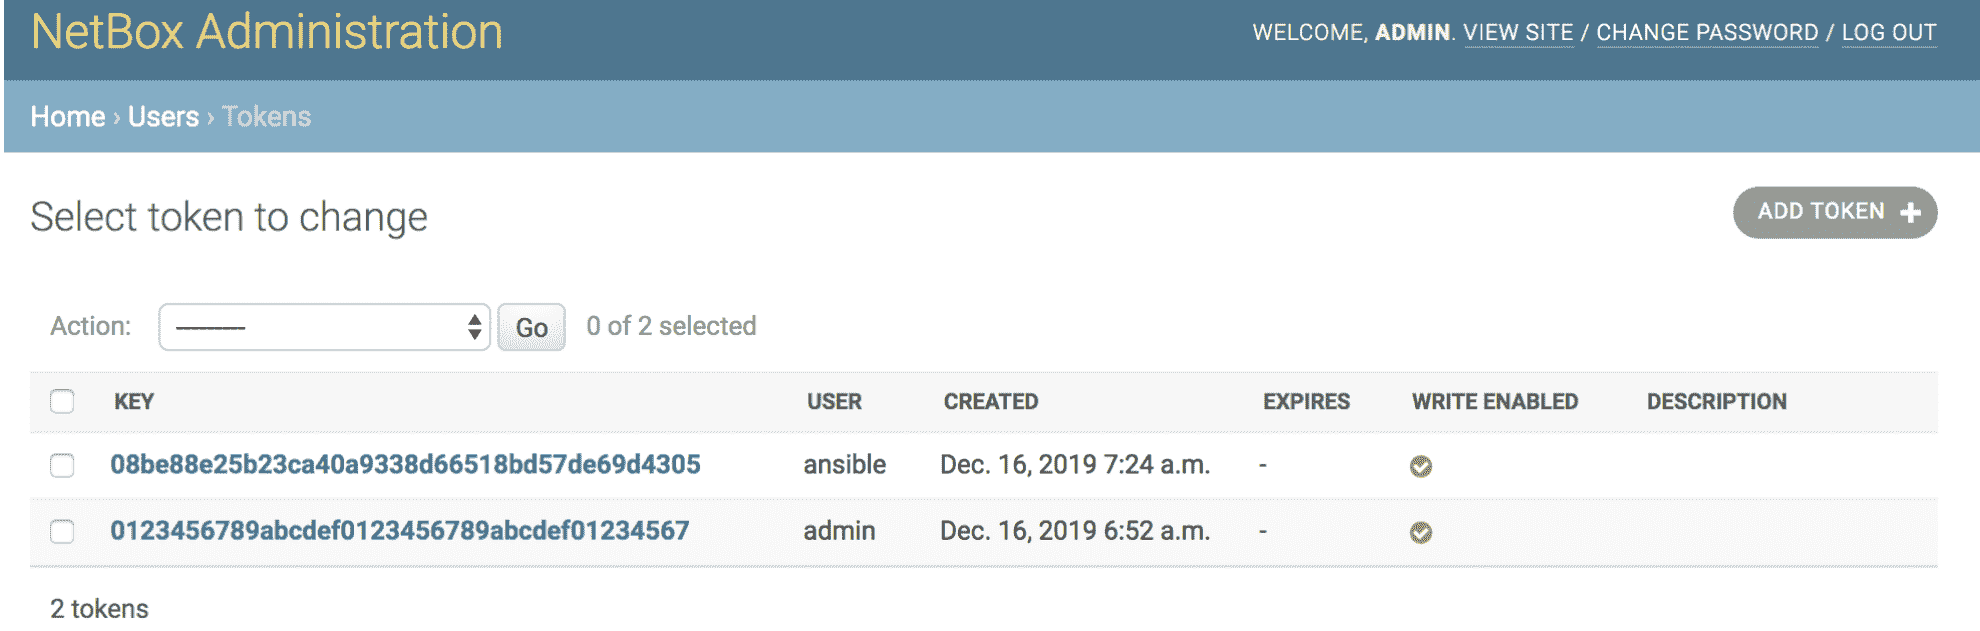 NetBox Administration
WELCOME, ADMIN. VIEW SITE / CHANGE PASSWORD / LOG OUT
Home › Users › Tokens
Select token to change
ADD TOKEN +
Action: ---------- Go 0 of 2 selected
KEY USER CREATED EXPIRES WRITE ENABLED DESCRIPTION
08be88e25b23ca40a9338d66518bd57de69d4305 ansible Dec. 16, 2019 7:24 a.m. -
0123456789abcdef0123456789abcdef01234567 admin Dec. 16, 2019 6:52 a.m. -
2 tokens